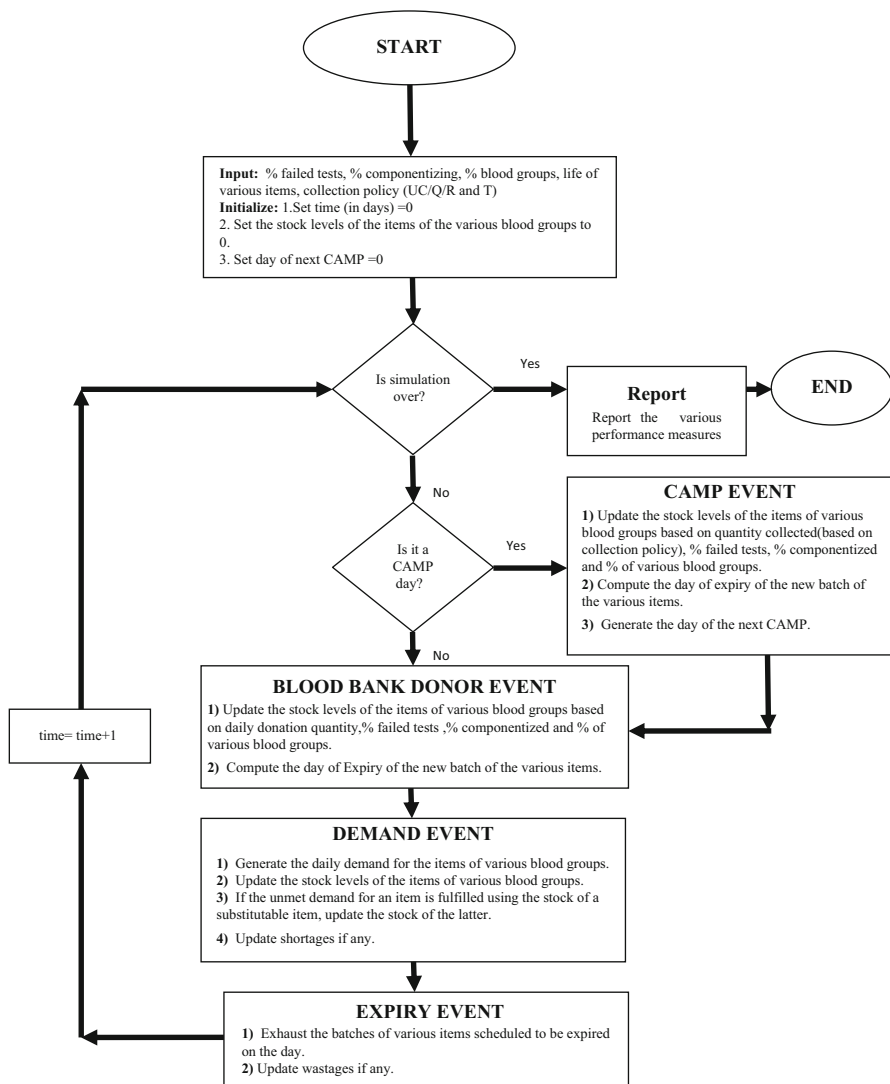 START
Input: % failed tests, % componentizing, % blood groups, life of
various items, collection policy (UC/Q/R and T)
Initialize: 1.Set time (in days) =0
2. Set the stock levels of the items of the various blood groups to
0.
3. Set day of next CAMP =0
Is simulation
over?
Yes
Report
Report the various
performance measures
END
No
Is it a
CAMP
day?
Yes
CAMP EVENT
1) Update the stock levels of the items of various
blood groups based on quantity collected(based on
collection policy), % failed tests, % componentized
and % of various blood groups.
2) Compute the day of expiry of the new batch of
the various items.
3) Generate the day of the next CAMP.
No
BLOOD BANK DONOR EVENT
1) Update the stock levels of the items of various blood groups based
on daily donation quantity,% failed tests ,% componentized and % of
various blood groups.
2) Compute the day of Expiry of the new batch of the various items.
time= time+1
DEMAND EVENT
1) Generate the daily demand for the items of various blood groups.
2) Update the stock levels of the items of various blood groups.
3) If the unmet demand for an item is fulfilled using the stock of a
substitutable item, update the stock of the latter.
4) Update shortages if any.
EXPIRY EVENT
1) Exhaust the batches of various items scheduled to be expired
on the day.
2) Update wastages if any.